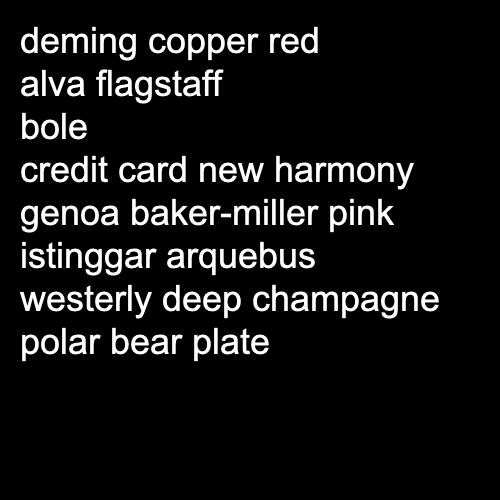 deming copper red
alva flagstaff
bole
credit card new harmony
genoa baker-miller pink
istinggar arquebus
westerly deep champagne
polar bear plate